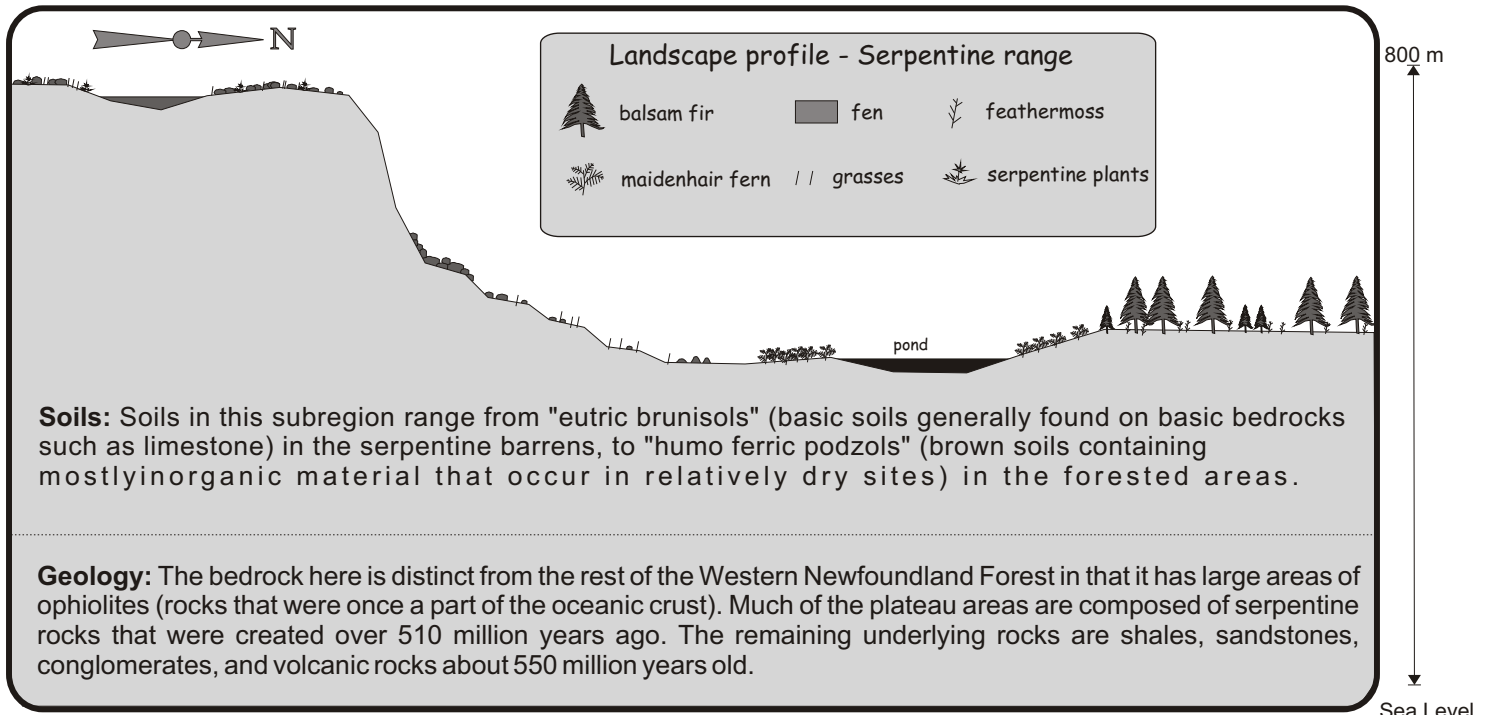 N
Landscape profile - Serpentine range
800 m
balsam fir
fen
feathermoss
maidenhair fern
grasses
serpentine plants
pond
Soils: Soils in this subregion range from "eutric brunisols" (basic soils generally found on basic bedrocks
such as limestone) in the serpentine barrens, to "humo ferric podzols" (brown soils containing
mostlyinorganic material that occur in relatively dry sites) in the forested areas.
Geology: The bedrock here is distinct from the rest of the Western Newfoundland Forest in that it has large areas of
ophiolites (rocks that were once a part of the oceanic crust). Much of the plateau areas are composed of serpentine
rocks that were created over 510 million years ago. The remaining underlying rocks are shales, sandstones,
conglomerates, and volcanic rocks about 550 million years old.
Sea Level